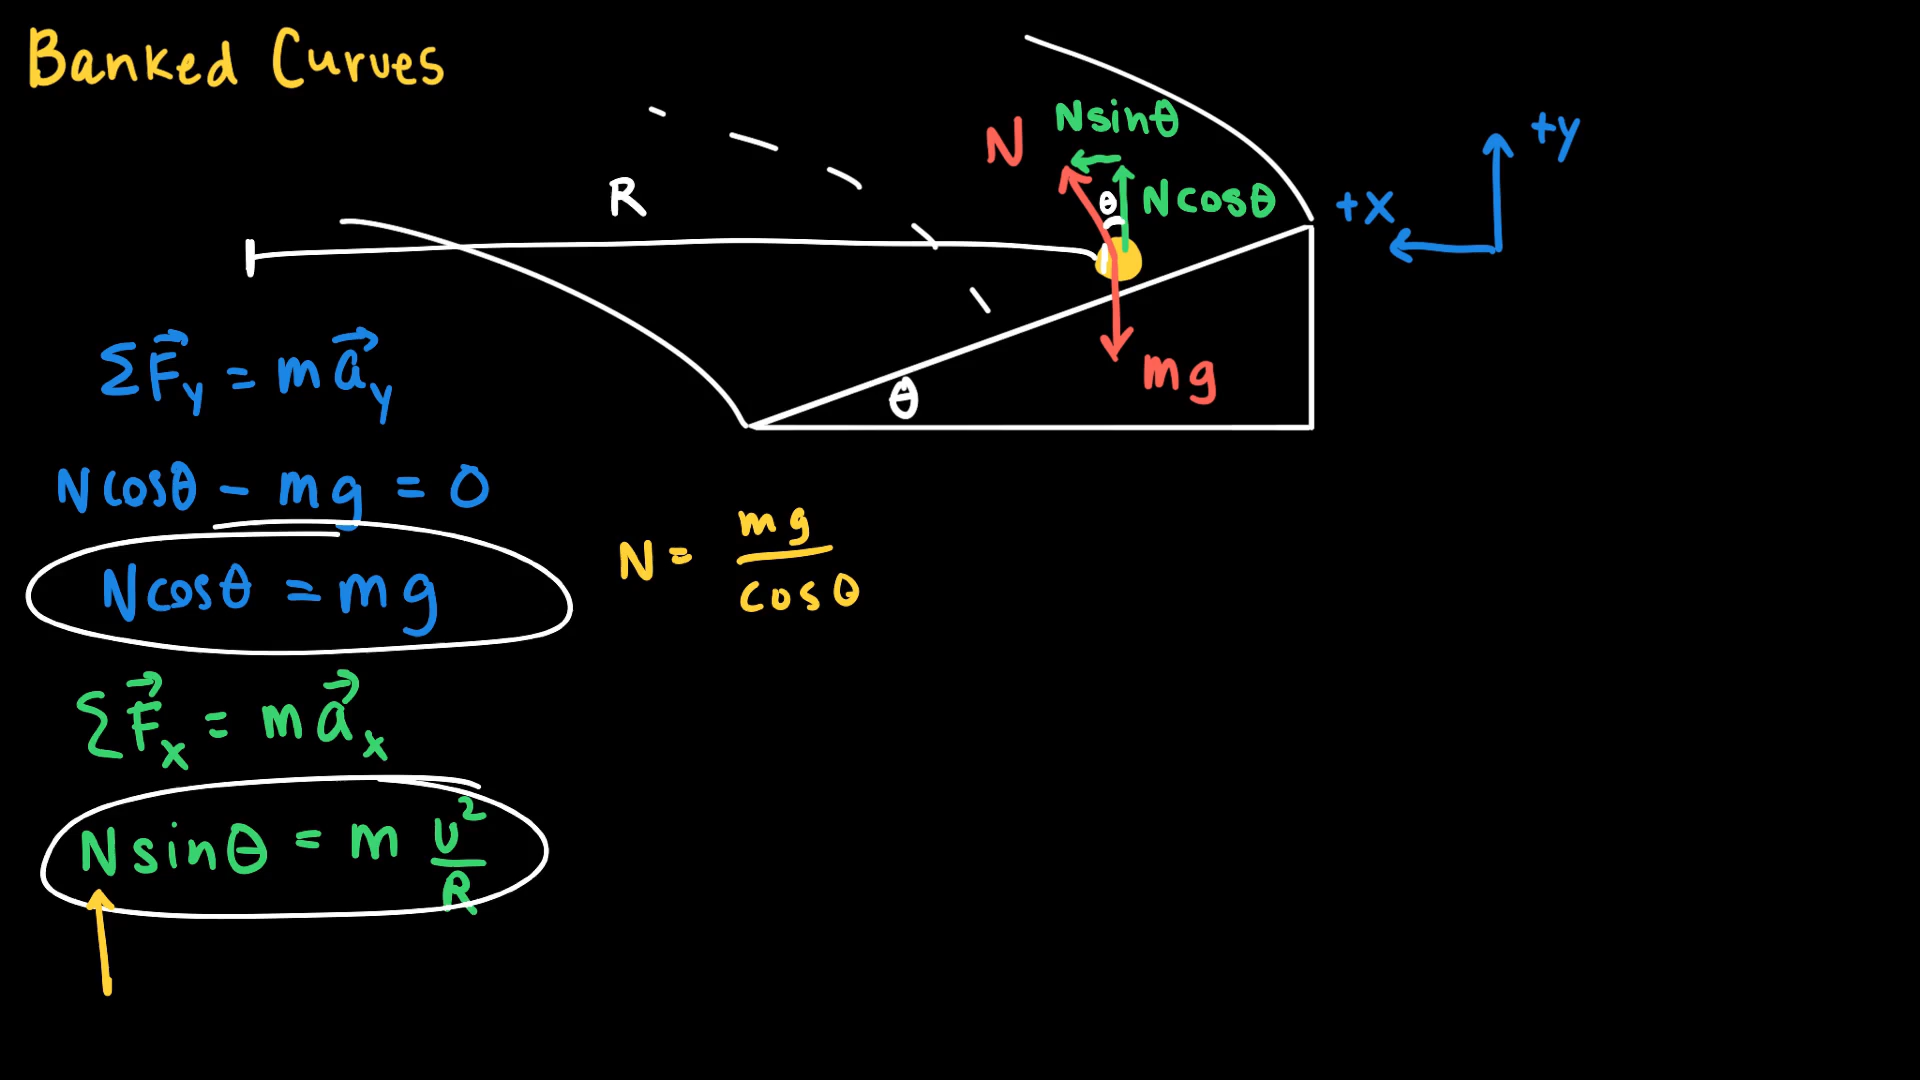 Banked Curves
R
N
Nsinθ
θ
Ncosθ
+x
+y
mg
θ
ΣF⃗y = ma⃗y
Ncosθ - mg = 0
Ncosθ = mg
N = mg/cosθ
ΣF⃗x = ma⃗x
Nsinθ = m v²/R